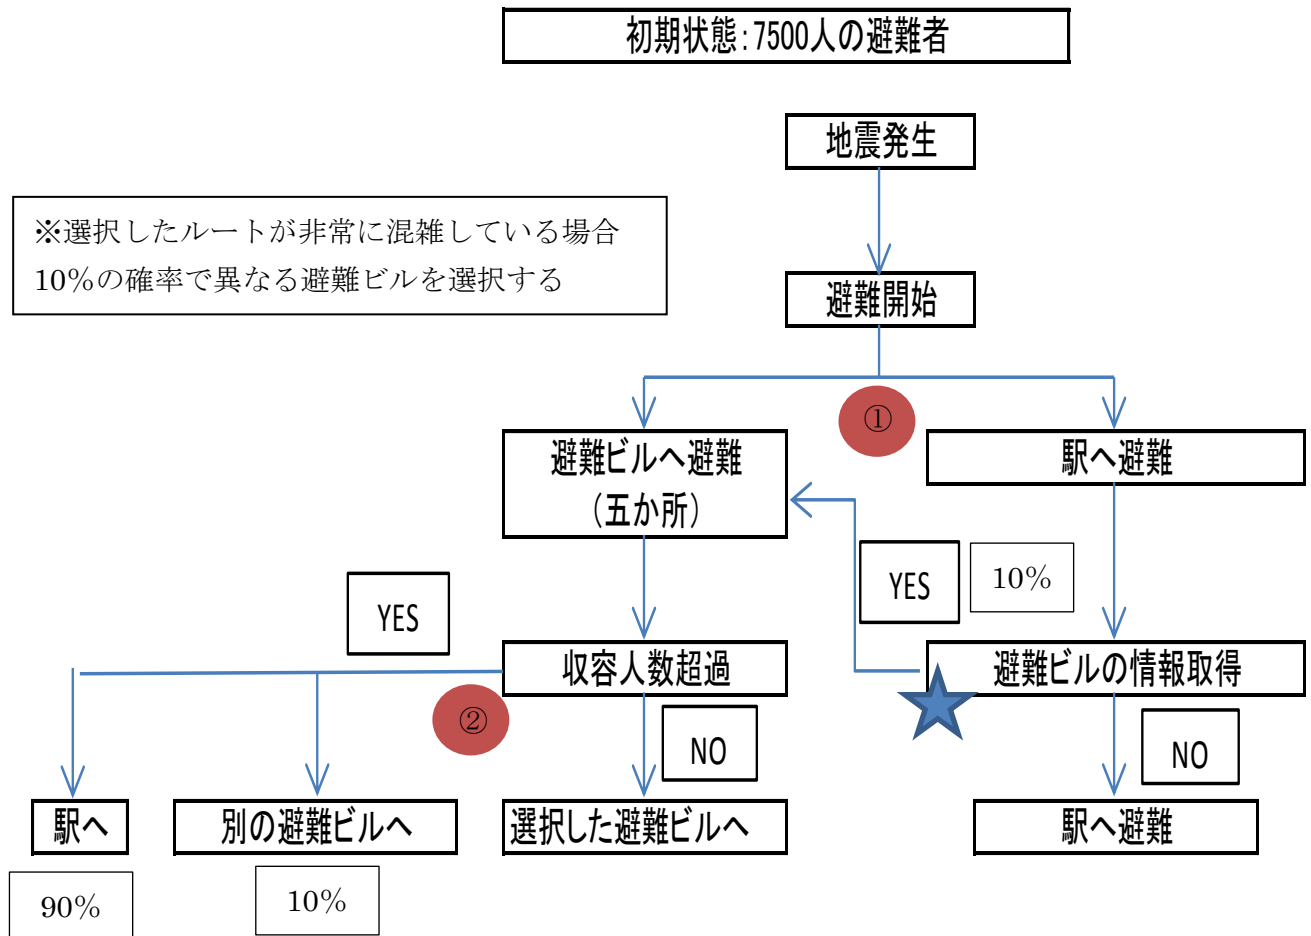 初期状態:7500人の避難者
地震発生
※選択したルートが非常に混雑している場合
10%の確率で異なる避難ビルを選択する
避難開始
①
避難ビルへ避難
(五か所)
駅へ避難
YES
10%
YES
収容人数超過
避難ビルの情報取得
②
NO
NO
駅へ
別の避難ビルへ
選択した避難ビルへ
駅へ避難
90%
10%